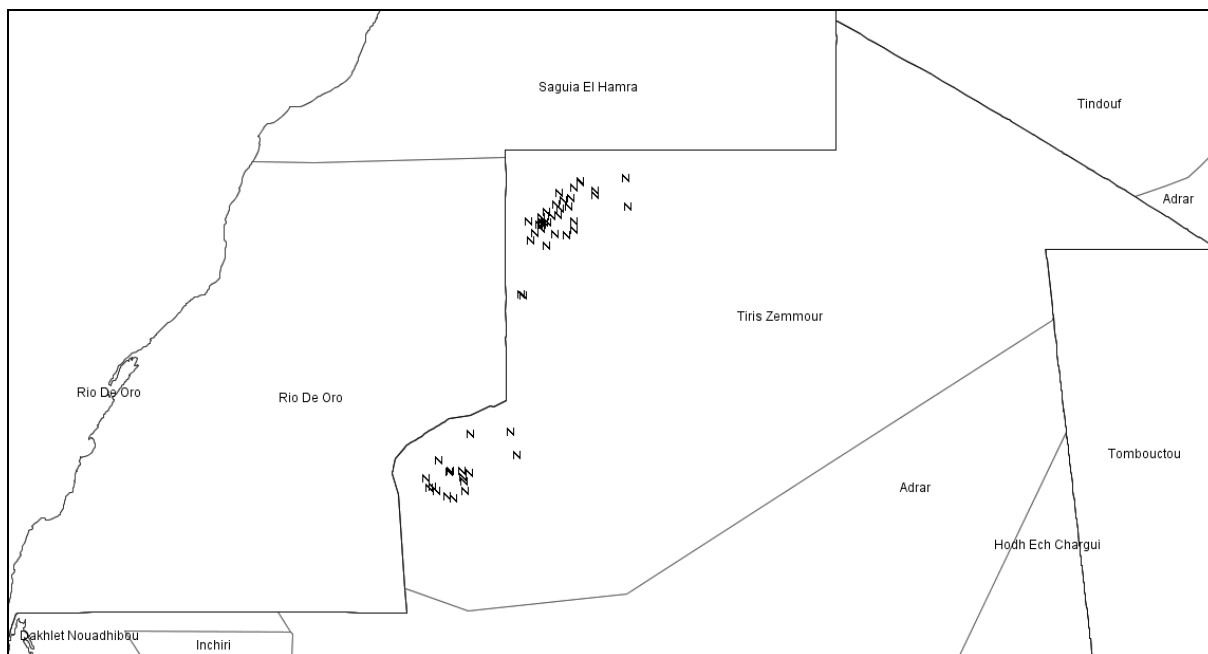 Saguia El Hamra
Tindouf
Adrar
Tiris Zemmour
Rio De Oro
Rio De Oro
Tombouctou
Adrar
Hodh Ech Chargui
Dakhlet Nouadhibou
Inchiri